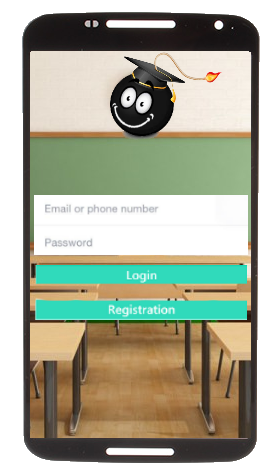 Email or phone number
Password
Login
Registration